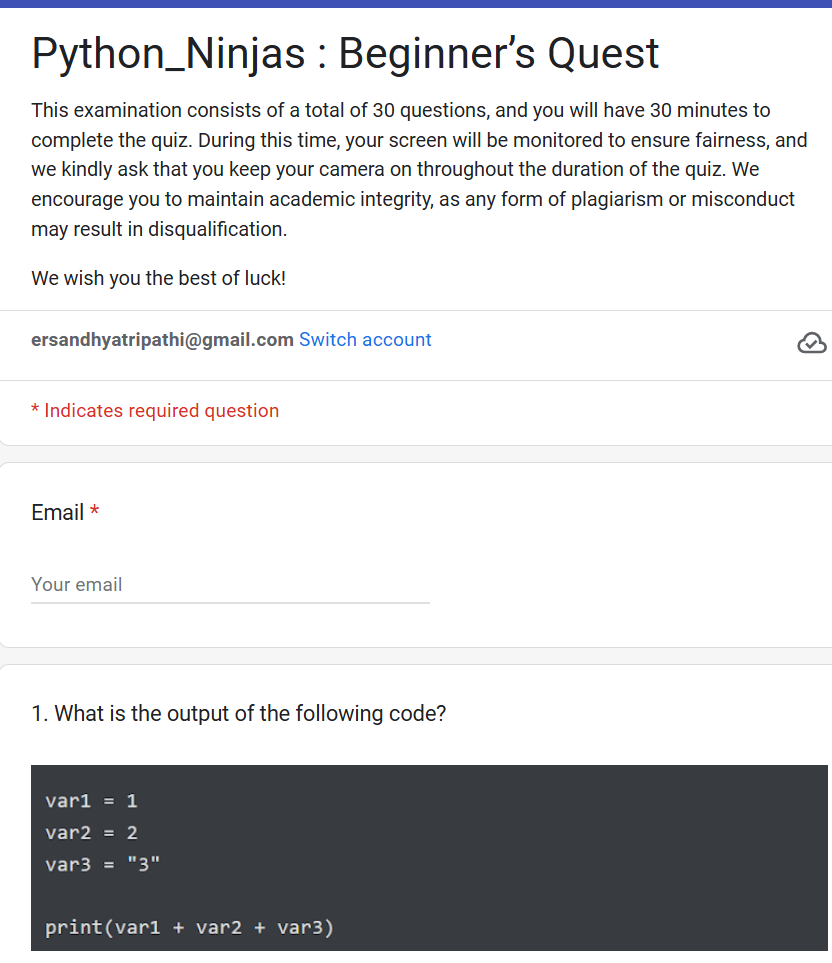 Python_Ninjas : Beginner’s Quest
This examination consists of a total of 30 questions, and you will have 30 minutes to
complete the quiz. During this time, your screen will be monitored to ensure fairness, and
we kindly ask that you keep your camera on throughout the duration of the quiz. We
encourage you to maintain academic integrity, as any form of plagiarism or misconduct
may result in disqualification.
We wish you the best of luck!
ersandhyatripathi@gmail.com Switch account
* Indicates required question
Email *
Your email
1. What is the output of the following code?
var1 = 1
var2 = 2
var3 = "3"
print(var1 + var2 + var3)